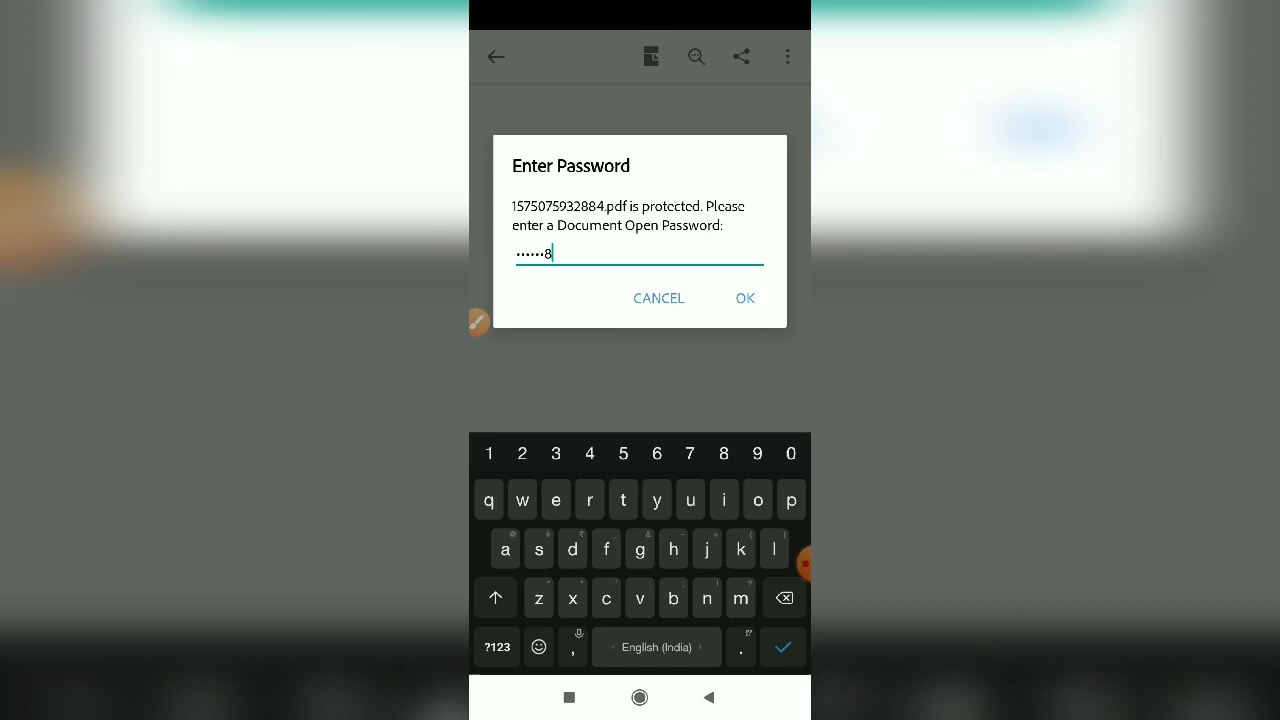 Enter Password
1575075932884.pdf is protected. Please
enter a Document Open Password:
••••••8
CANCEL OK
1 2 3 4 5 6 7 8 9 0
q w e r t y u i o p
a s d f g h j k l
z x c v b n m
?123 , English (India) .